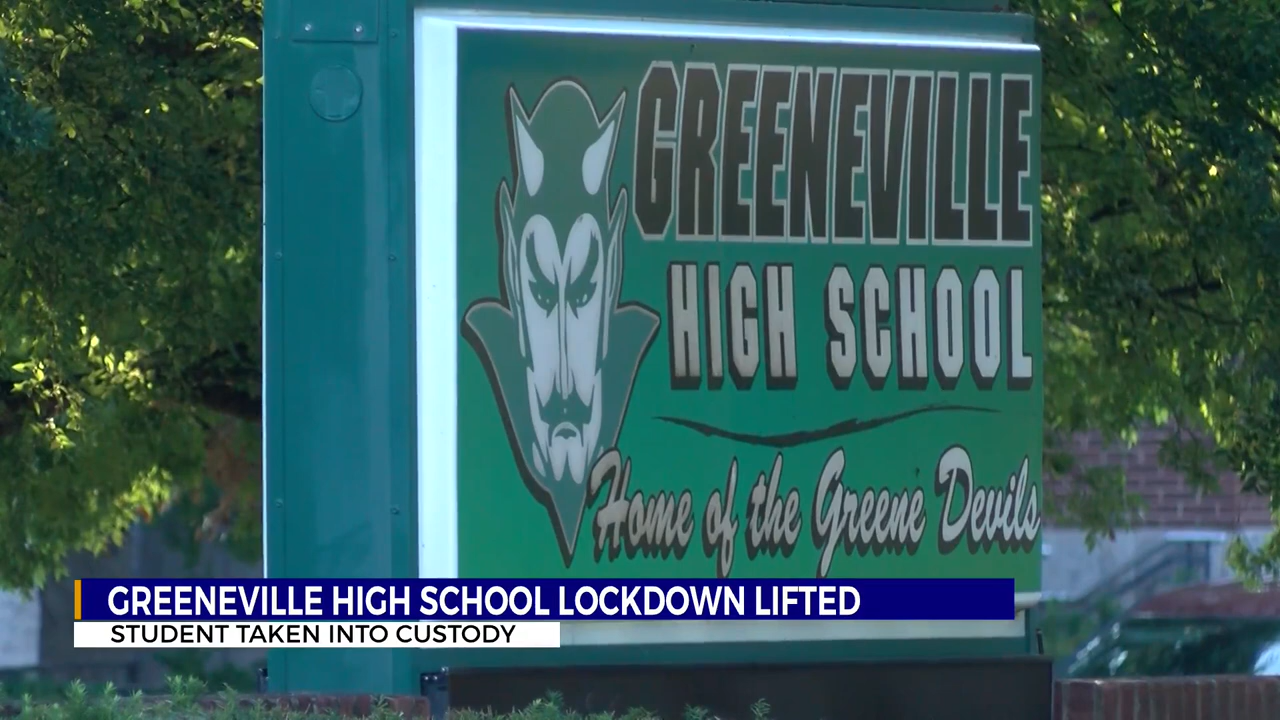 GREENEVILLE
HIGH SCHOOL
Home of the Greene Devils
GREENEVILLE HIGH SCHOOL LOCKDOWN LIFTED
STUDENT TAKEN INTO CUSTODY